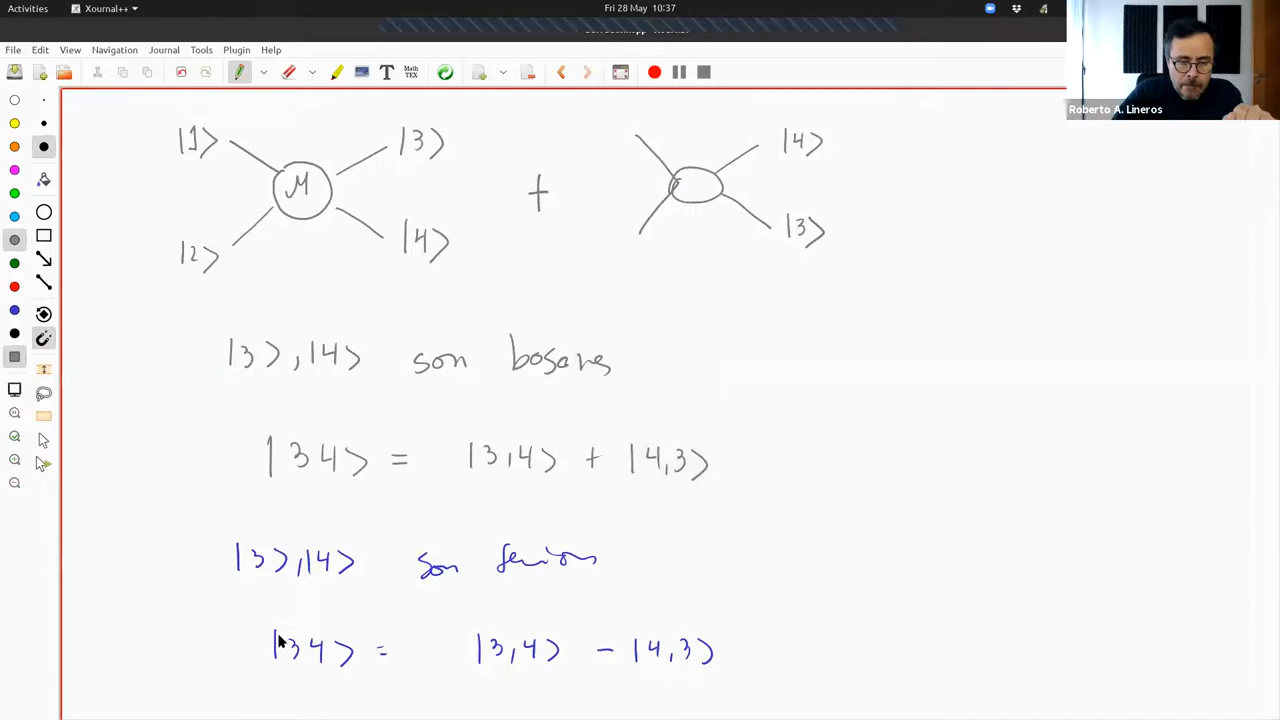 Activities Xournal++ Fri 28 May 10:37
File Edit View Navigation Journal Tools Plugin Help
Roberto A. Lineros
|1> |3> |4>
M +
|2> |4> |3>
|3>, |4> son bosones
|34> = |3,4> + |4,3>
|3>, |4> son fermiones
|34> = |3,4> - |4,3>